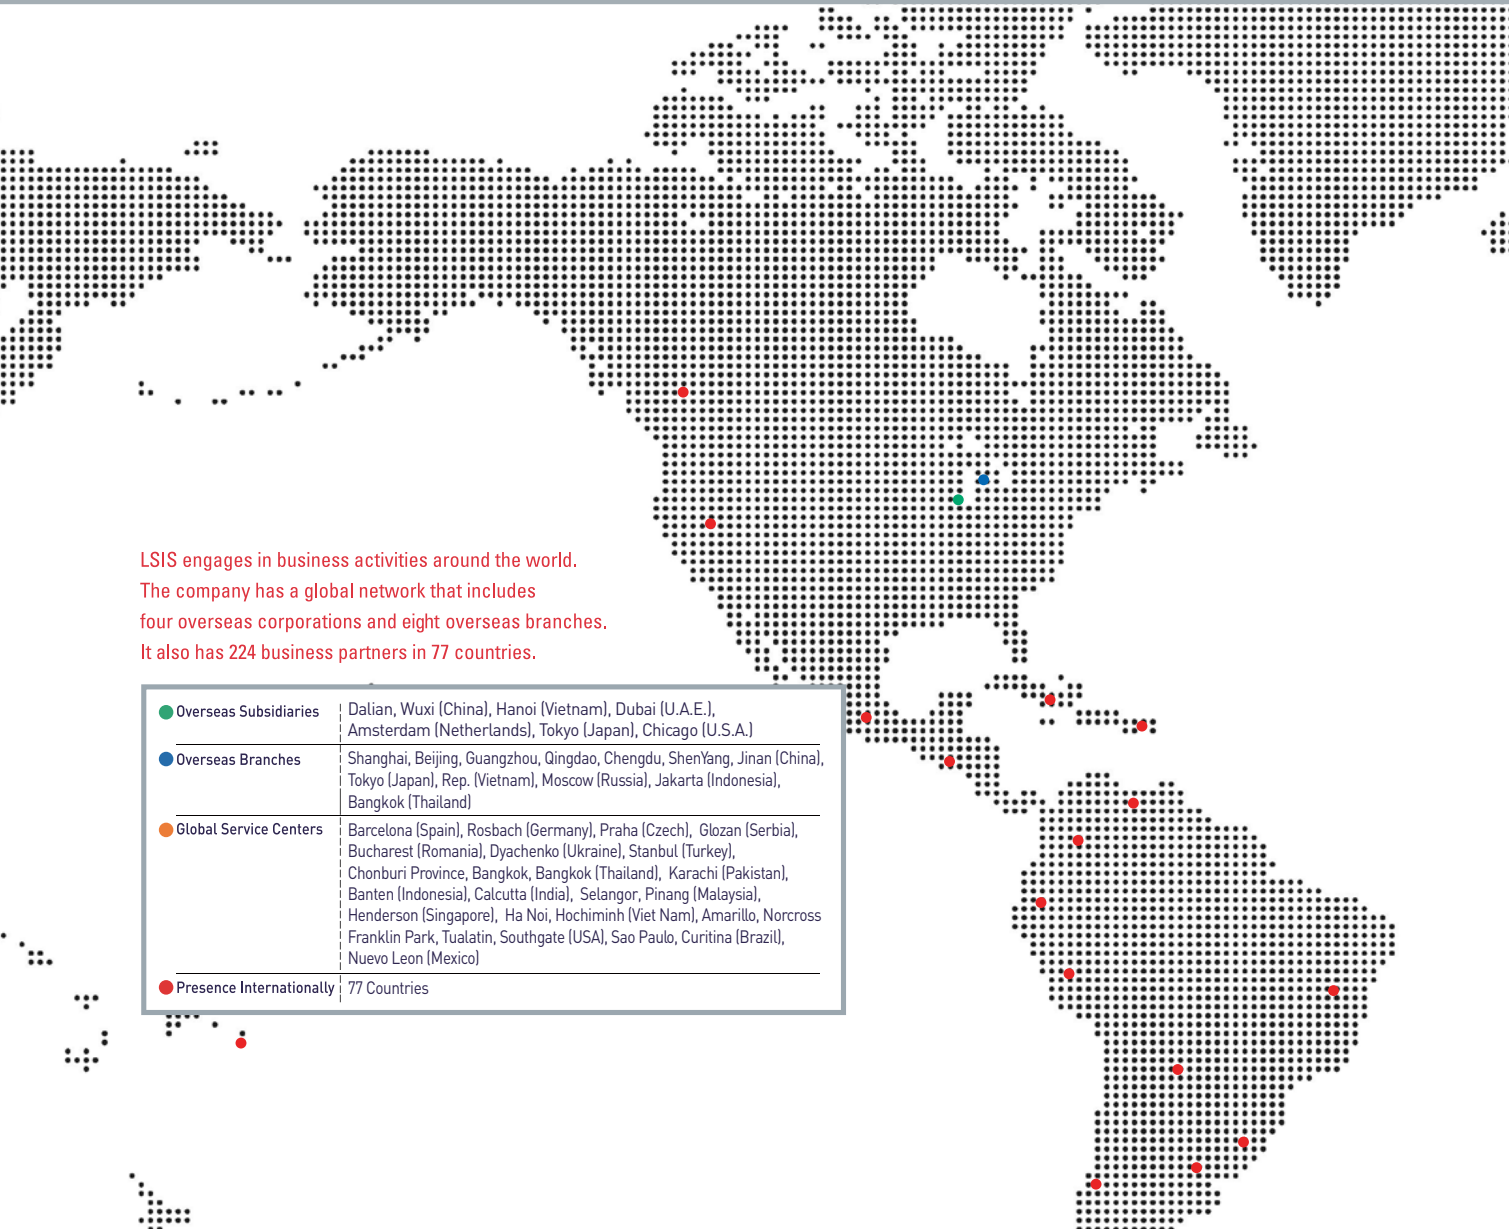 LSIS engages in business activities around the world.
The company has a global network that includes
four overseas corporations and eight overseas branches.
It also has 224 business partners in 77 countries.
Overseas Subsidiaries
Dalian, Wuxi (China), Hanoi (Vietnam), Dubai (U.A.E.),
Amsterdam (Netherlands), Tokyo (Japan), Chicago (U.S.A.)
Overseas Branches
Shanghai, Beijing, Guangzhou, Qingdao, Chengdu, ShenYang, Jinan (China),
Tokyo (Japan), Rep. (Vietnam), Moscow (Russia), Jakarta (Indonesia),
Bangkok (Thailand)
Global Service Centers
Barcelona (Spain), Rosbach (Germany), Praha (Czech), Glozan (Serbia),
Bucharest (Romania), Dyachenko (Ukraine), Stanbul (Turkey),
Chonburi Province, Bangkok, Bangkok (Thailand), Karachi (Pakistan),
Banten (Indonesia), Calcutta (India), Selangor, Pinang (Malaysia),
Henderson (Singapore), Ha Noi, Hochiminh (Viet Nam), Amarillo, Norcross
Franklin Park, Tualatin, Southgate (USA), Sao Paulo, Curitina (Brazil),
Nuevo Leon (Mexico)
Presence Internationally
77 Countries